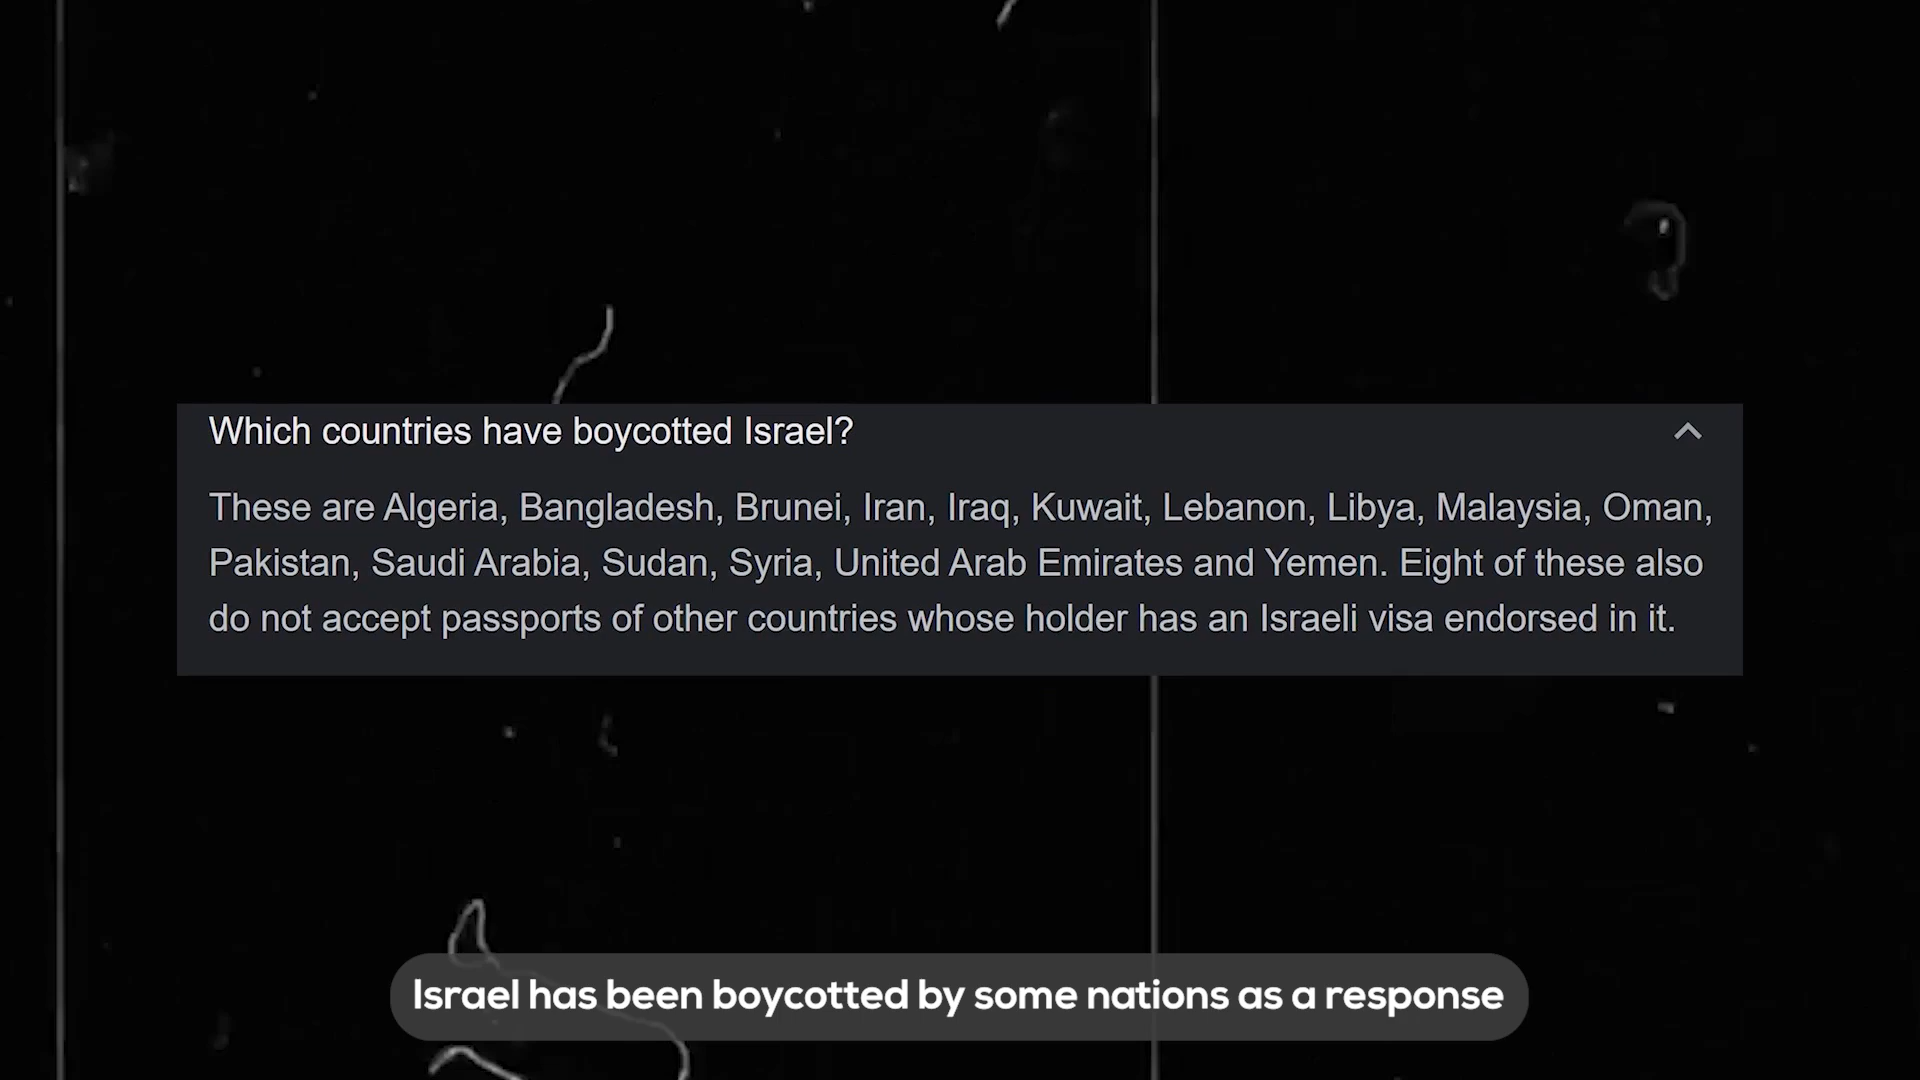 Which countries have boycotted Israel?
These are Algeria, Bangladesh, Brunei, Iran, Iraq, Kuwait, Lebanon, Libya, Malaysia, Oman,
Pakistan, Saudi Arabia, Sudan, Syria, United Arab Emirates and Yemen. Eight of these also
do not accept passports of other countries whose holder has an Israeli visa endorsed in it.
Israel has been boycotted by some nations as a response